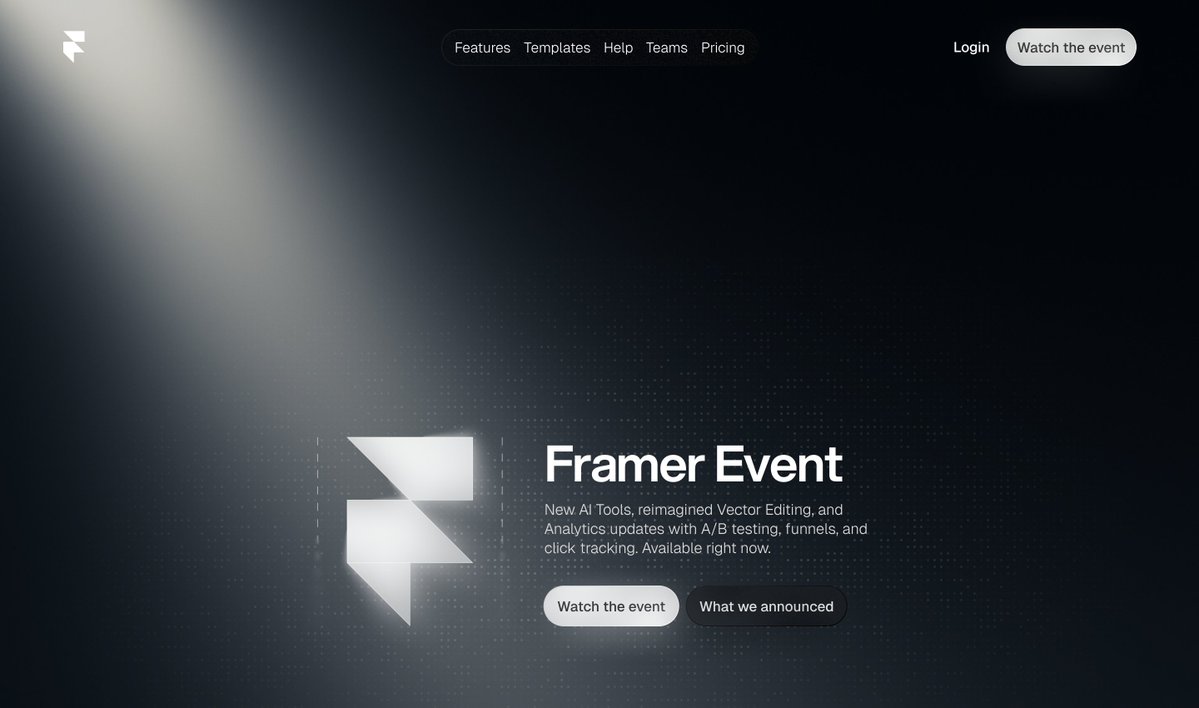 Features
Templates
Help
Teams
Pricing
Login
Watch the event
Framer Event
New AI Tools, reimagined Vector Editing, and
Analytics updates with A/B testing, funnels, and
click tracking. Available right now.
Watch the event
What we announced